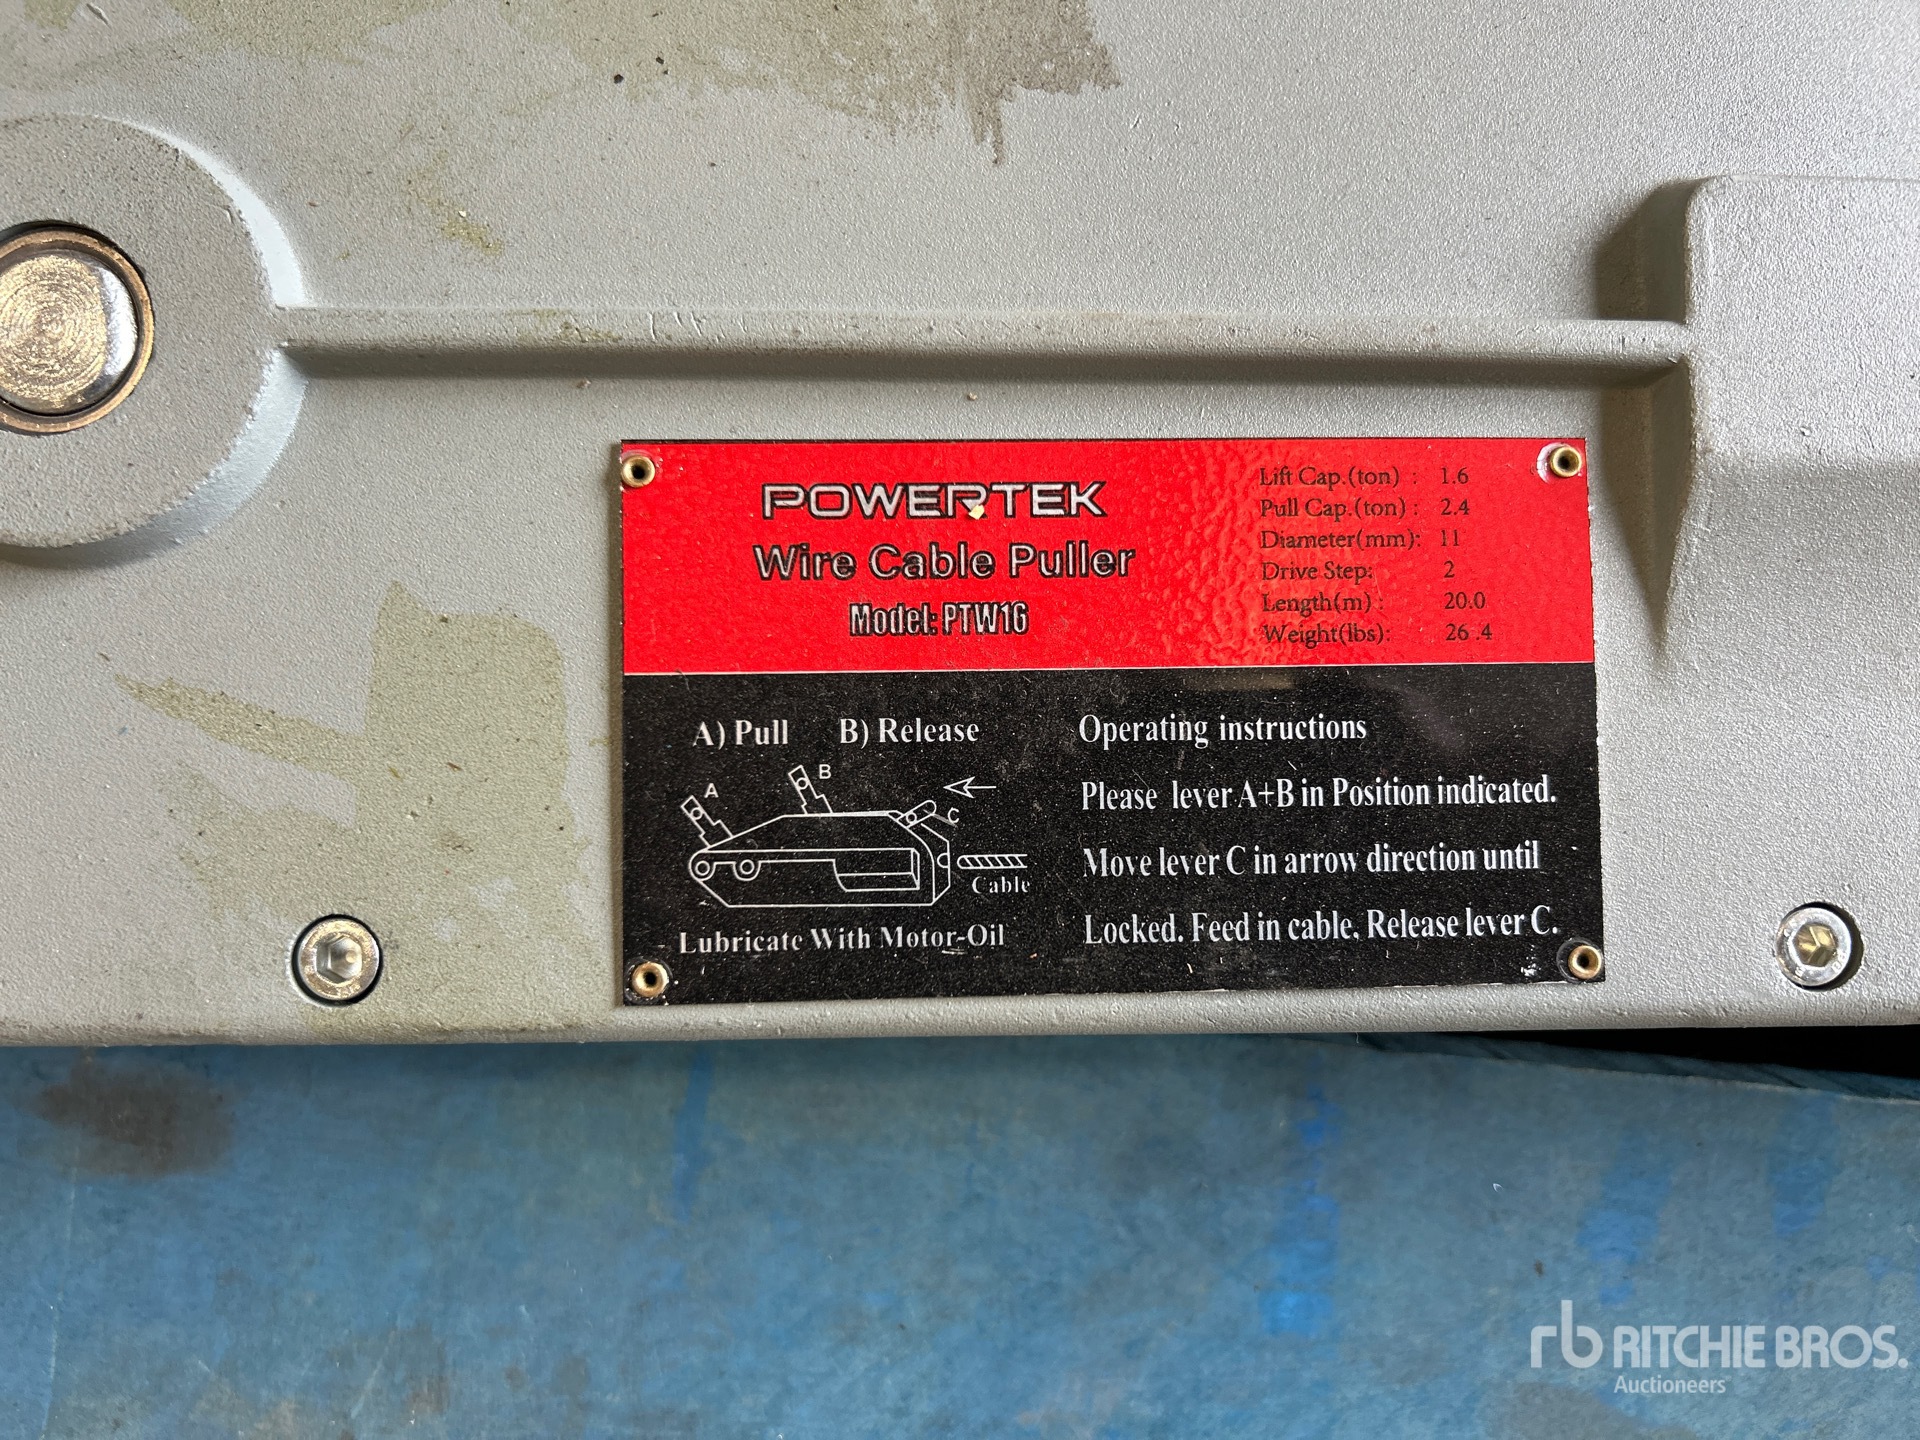 POWERTEK
Wire Cable Puller
Model: PTW16
Lift Cap.(ton) : 1.6
Pull Cap.(ton) : 2.4
Diameter(mm): 11
Drive Step: 2
Length(m) : 20.0
Weight(lbs): 26.4
A) Pull B) Release
A
B
C
Cable
Lubricate With Motor-Oil
Operating instructions
Please lever A+B in Position indicated.
Move lever C in arrow direction until
Locked. Feed in cable. Release lever C.
rb RITCHIE BROS.
Auctioneers